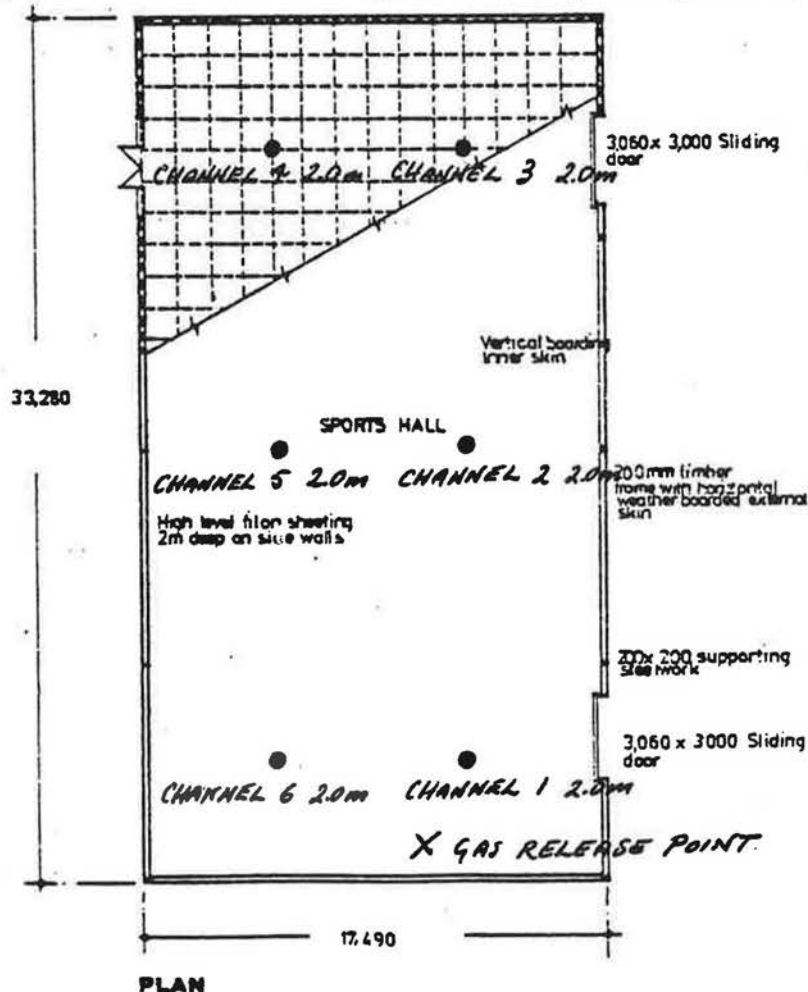 3,060 x 3,000 Sliding
door
CHANNEL 4 2.0m
CHANNEL 3 2.0m
Vertical boarding
inner skin
33,280
SPORTS HALL
CHANNEL 5 2.0m
CHANNEL 2 2.0m
200mm timber
frame with horizontal
weather boarded external
skin
High level filon sheeting
2m deep on side walls
200x 200 supporting
steelwork
3,060 x 3000 Sliding
door
CHANNEL 6 2.0m
CHANNEL 1 2.0m
X GAS RELEASE POINT
17,490
PLAN